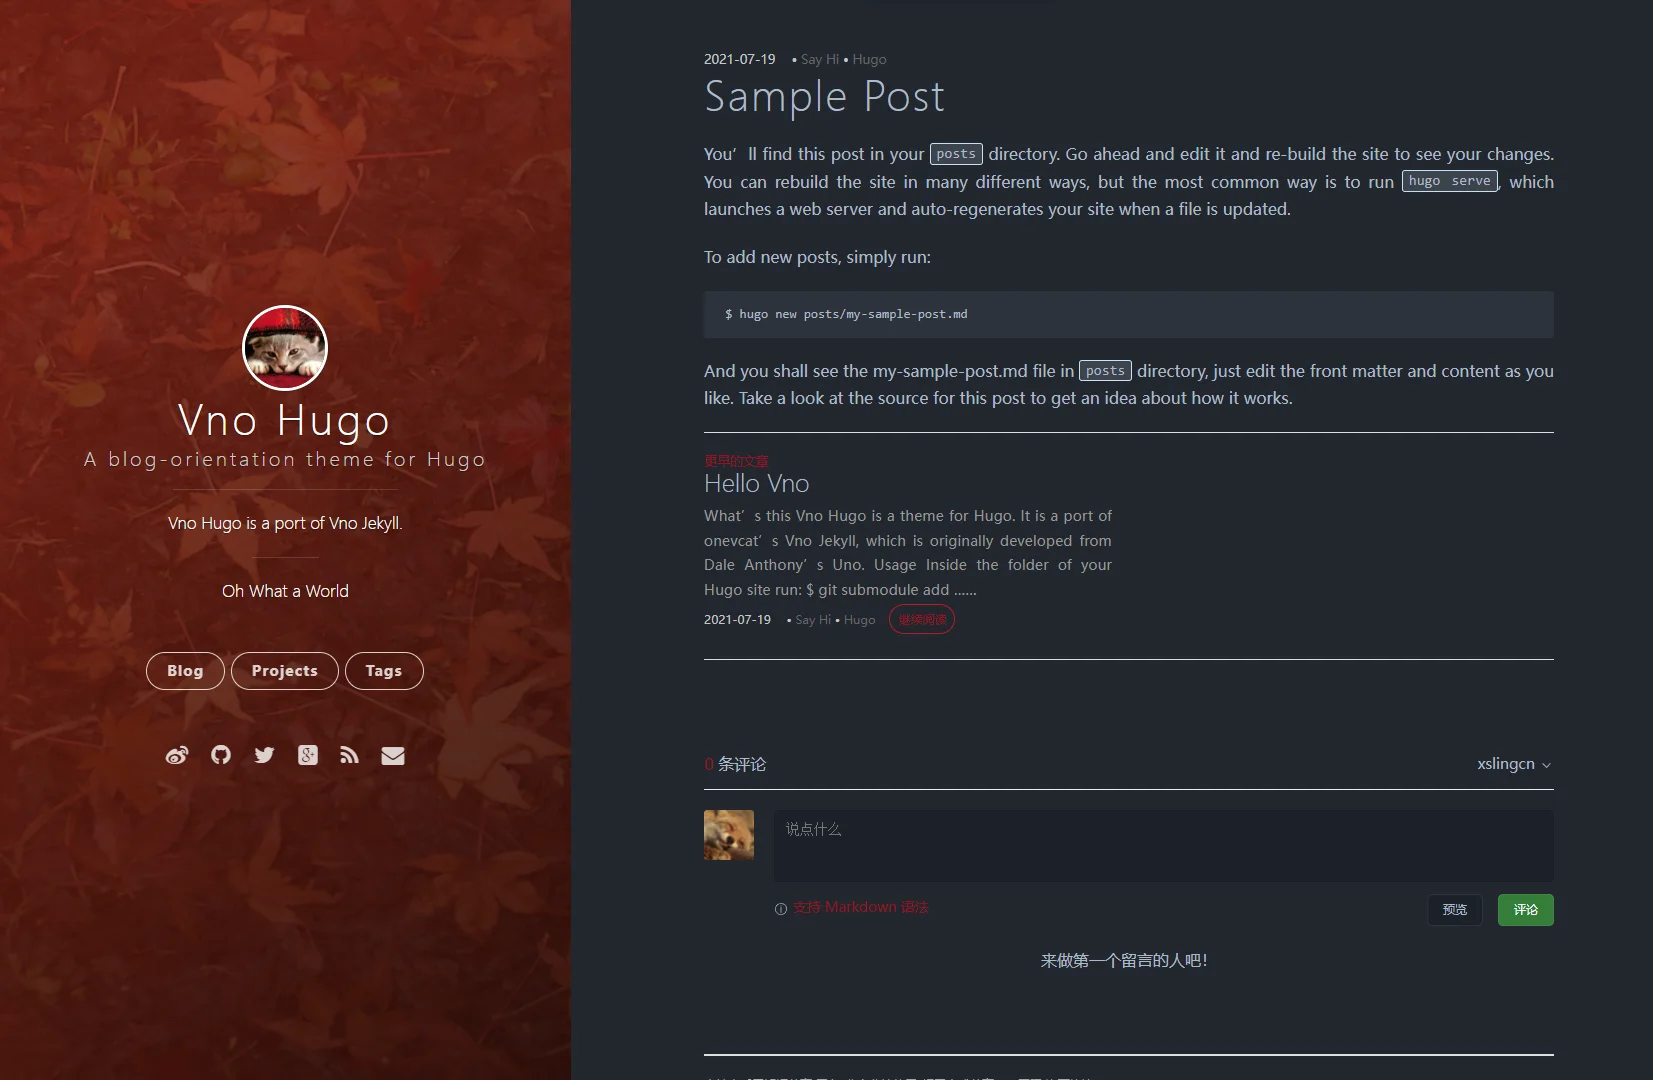 Vno Hugo
A blog-orientation theme for Hugo
Vno Hugo is a port of Vno Jekyll.
Oh What a World
Blog Projects Tags
2021-07-19 • Say Hi • Hugo
Sample Post
You’ll find this post in your posts directory. Go ahead and edit it and re-build the site to see your changes.
You can rebuild the site in many different ways, but the most common way is to run hugo serve, which
launches a web server and auto-regenerates your site when a file is updated.
To add new posts, simply run:
$ hugo new posts/my-sample-post.md
And you shall see the my-sample-post.md file in posts directory, just edit the front matter and content as you
like. Take a look at the source for this post to get an idea about how it works.
更早的文章
Hello Vno
What’s this Vno Hugo is a theme for Hugo. It is a port of
onevcat’s Vno Jekyll, which is originally developed from
Dale Anthony’s Uno. Usage Inside the folder of your
Hugo site run: $ git submodule add ......
2021-07-19 • Say Hi • Hugo 继续阅读
0 条评论 xslingcn
说点什么
支持 Markdown 语法 预览 评论
来做第一个留言的人吧!